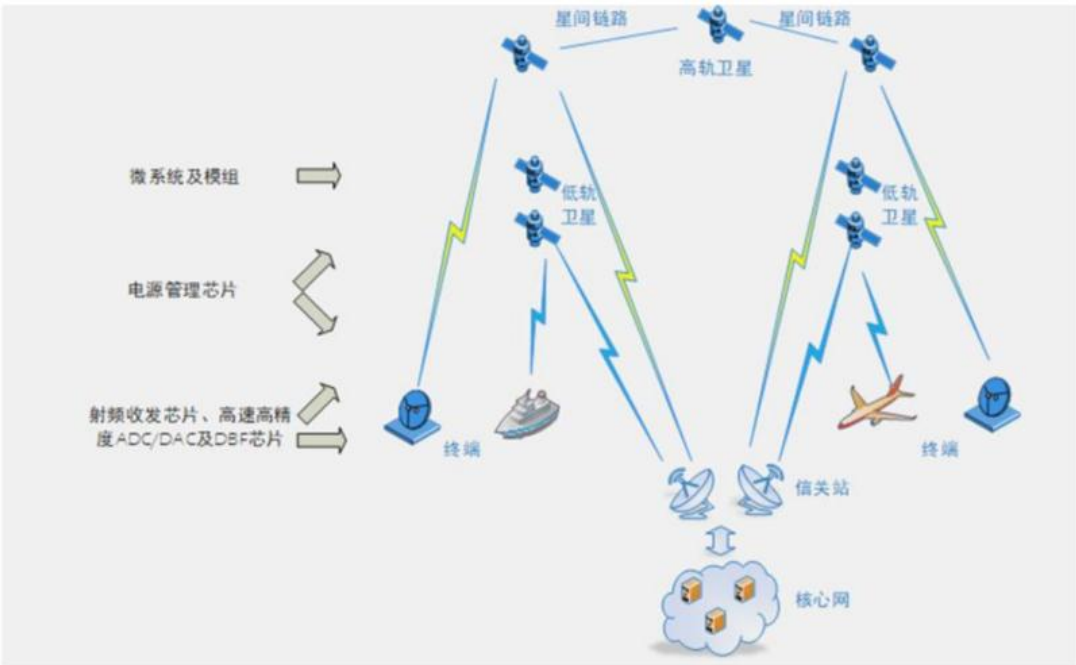 星间链路
星间链路
高轨卫星
微系统及模组
低轨
卫星
低轨
卫星
电源管理芯片
射频收发芯片、高速高精
度ADC/DAC及DBF芯片
终端
终端
信关站
核心网